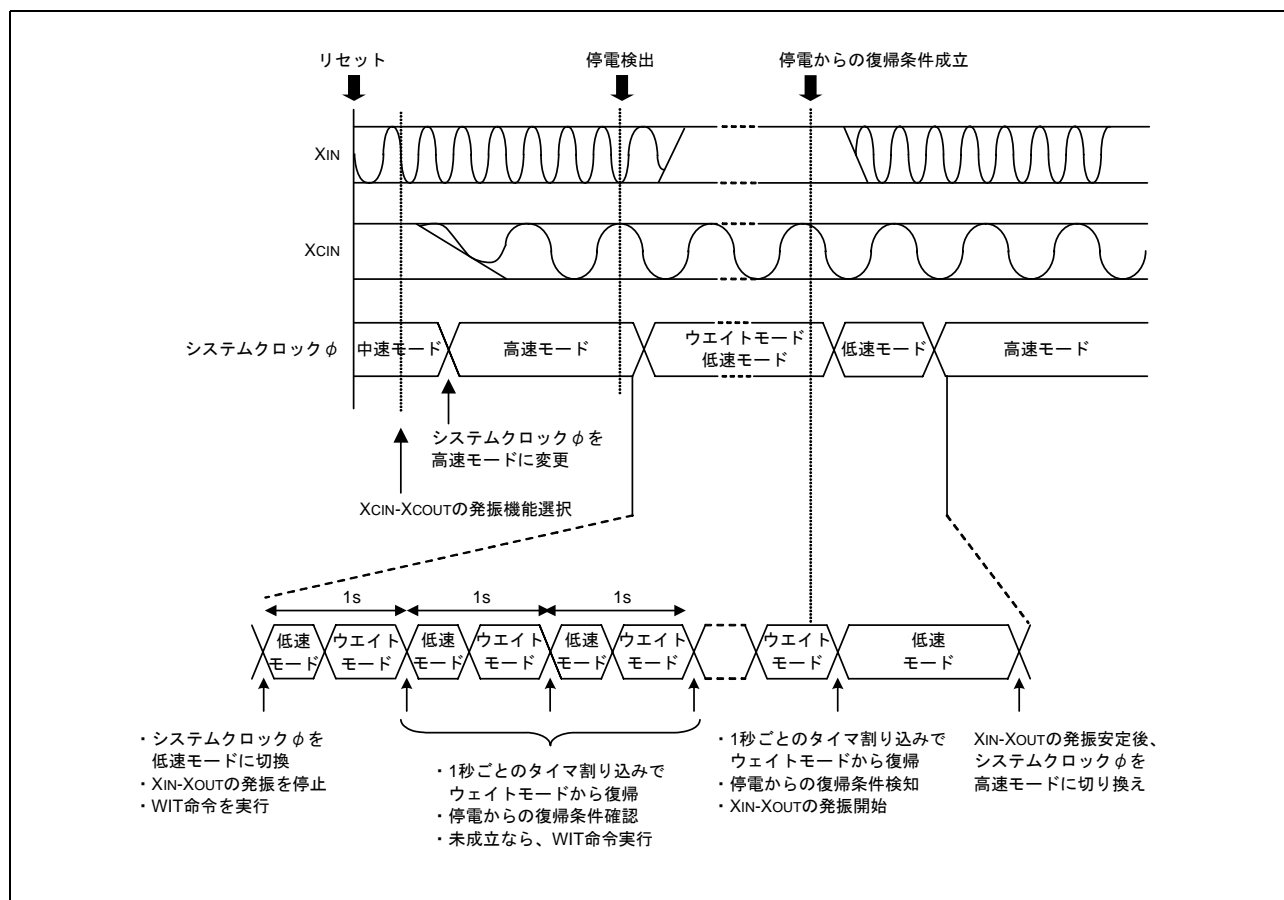 リセット
停電検出
停電からの復帰条件成立
XIN
XCIN
システムクロックφ
中速モード
高速モード
ウエイトモード
低速モード
低速モード
高速モード
システムクロックφを
高速モードに変更
XCIN-XCOUTの発振機能選択
1s
1s
1s
低速
モード
ウエイト
モード
低速
モード
ウエイト
モード
低速
モード
ウエイト
モード
ウエイト
モード
低速
モード
・システムクロックφを
低速モードに切換
・XIN-XOUTの発振を停止
・WIT命令を実行
・1秒ごとのタイマ割り込みで
ウェイトモードから復帰
・停電からの復帰条件確認
・未成立なら、WIT命令実行
・1秒ごとのタイマ割り込みで
ウェイトモードから復帰
・停電からの復帰条件検知
・XIN-XOUTの発振開始
XIN-XOUTの発振安定後、
システムクロックφを
高速モードに切り換え